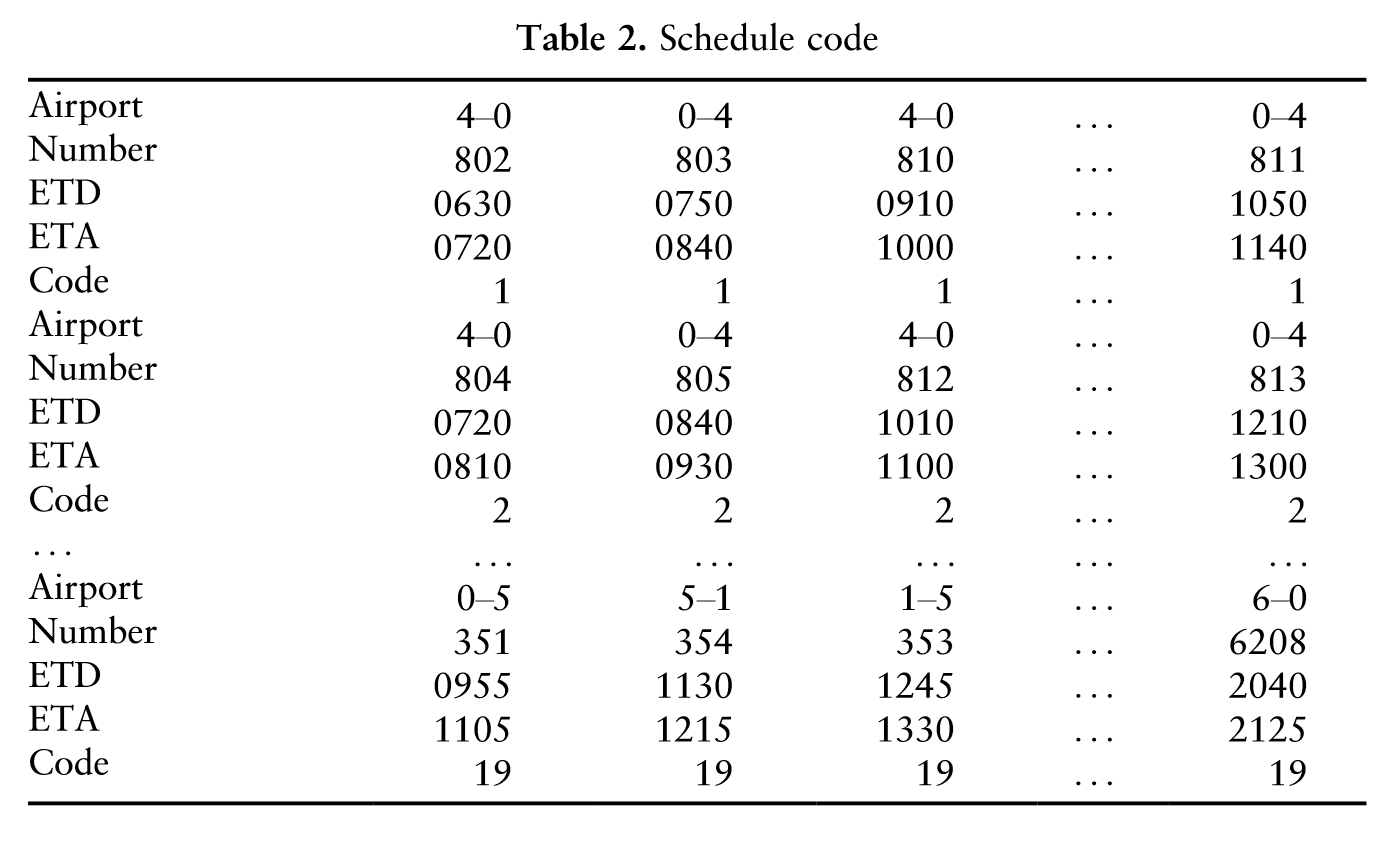 Table 2. Schedule code
Airport 4–0 0–4 4–0 ... 0–4
Number 802 803 810 ... 811
ETD 0630 0750 0910 ... 1050
ETA 0720 0840 1000 ... 1140
Code 1 1 1 ... 1
Airport 4–0 0–4 4–0 ... 0–4
Number 804 805 812 ... 813
ETD 0720 0840 1010 ... 1210
ETA 0810 0930 1100 ... 1300
Code 2 2 2 ... 2
... ... ... ... ... ...
Airport 0–5 5–1 1–5 ... 6–0
Number 351 354 353 ... 6208
ETD 0955 1130 1245 ... 2040
ETA 1105 1215 1330 ... 2125
Code 19 19 19 ... 19